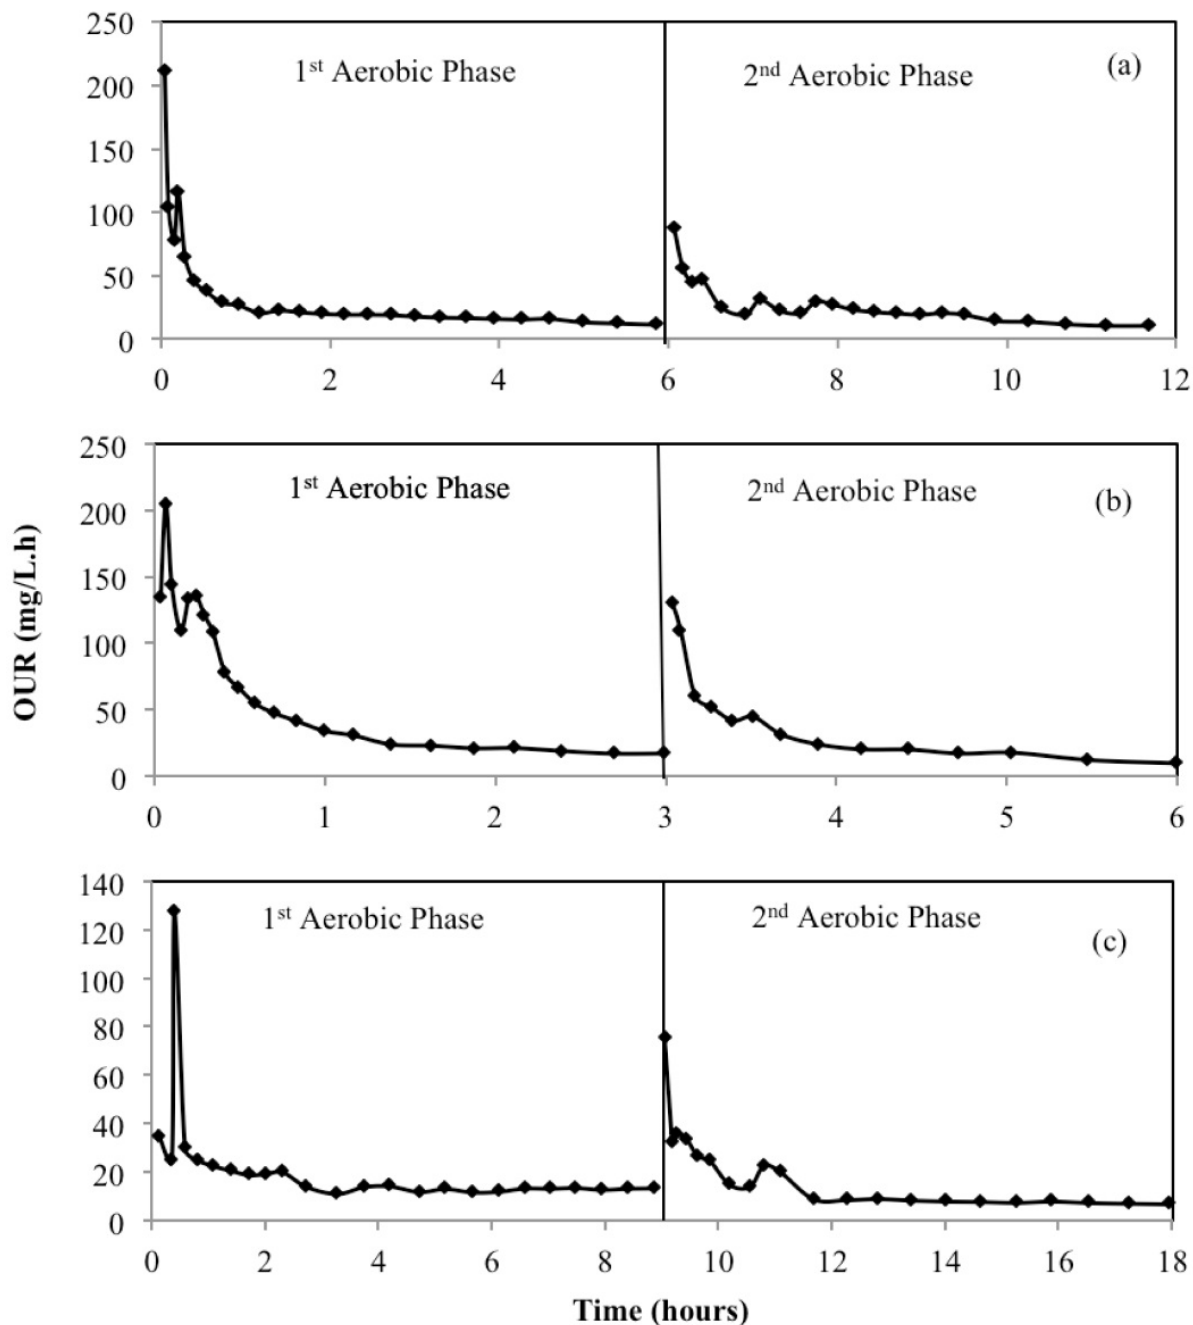 250
200
150
100
50
0
1st Aerobic Phase
2nd Aerobic Phase
(a)
0 2 4 6 8 10 12
250
200
150
100
50
0
1st Aerobic Phase
2nd Aerobic Phase
(b)
0 1 2 3 4 5 6
OUR (mg/L.h)
140
120
100
80
60
40
20
0
1st Aerobic Phase
2nd Aerobic Phase
(c)
0 2 4 6 8 10 12 14 16 18
Time (hours)